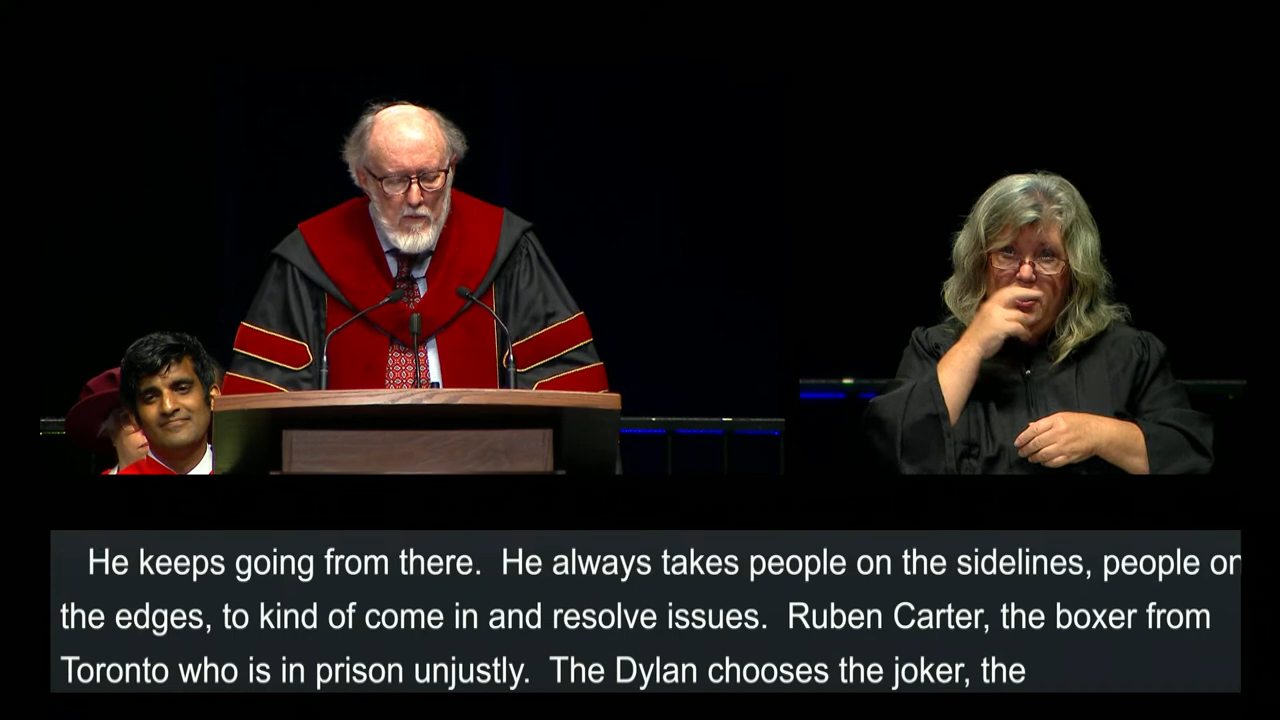 He keeps going from there. He always takes people on the sidelines, people on
the edges, to kind of come in and resolve issues. Ruben Carter, the boxer from
Toronto who is in prison unjustly. The Dylan chooses the joker, the